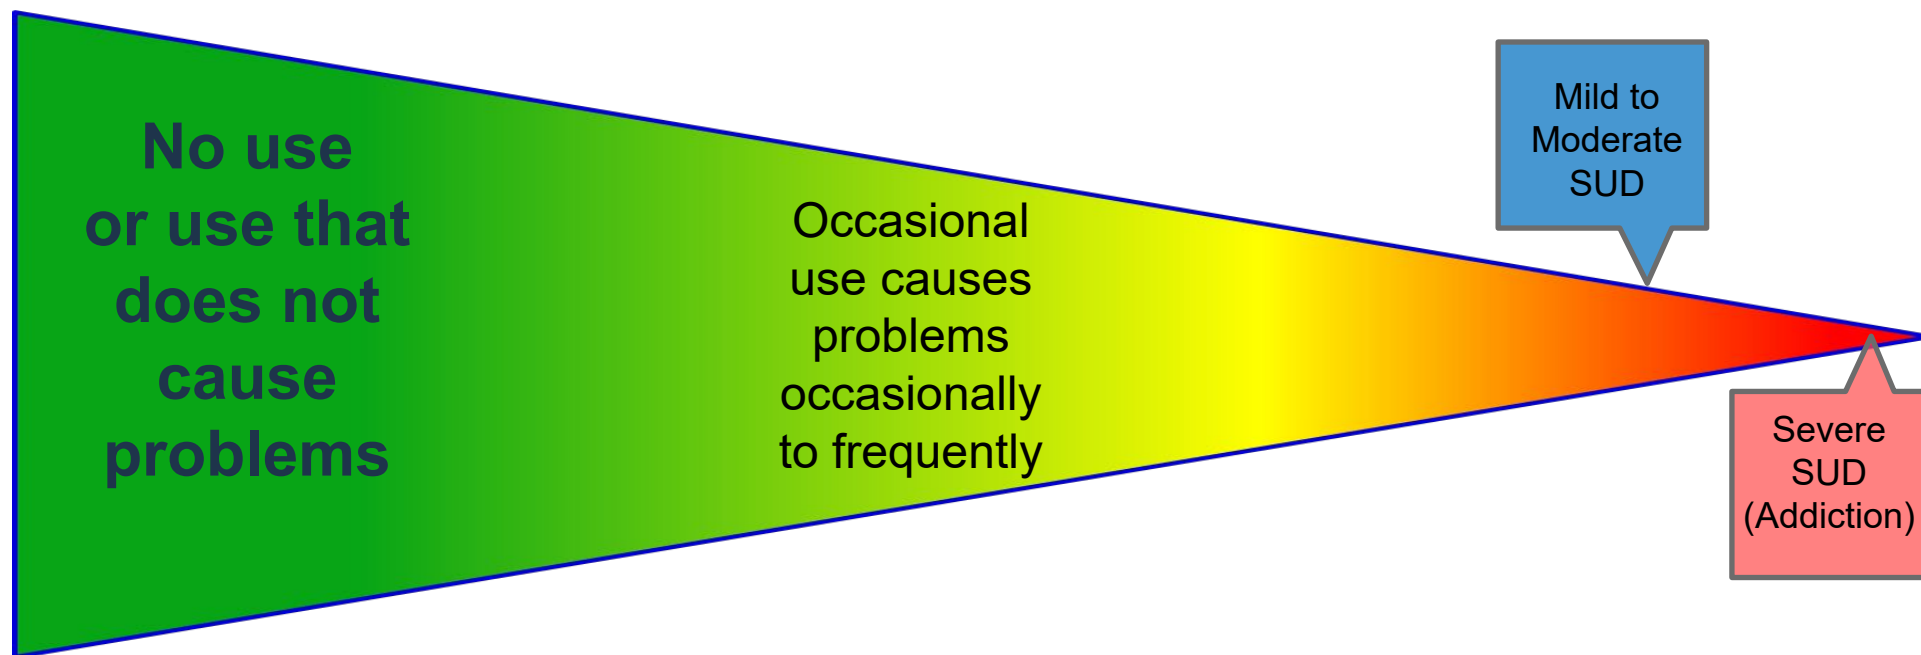 No use
or use that
does not
cause
problems
Occasional
use causes
problems
occasionally
to frequently
Mild to
Moderate
SUD
Severe
SUD
(Addiction)